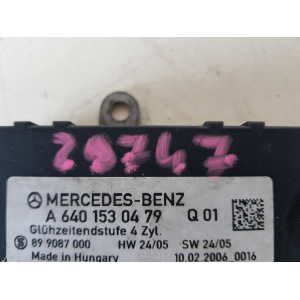 29747
MERCEDES-BENZ
A 640 153 04 79 Q 01
Glühzeitendstufe 4 Zyl.
89 9087 000 HW 24/05 SW 24/05
Made in Hungary 10.02.2006_0016